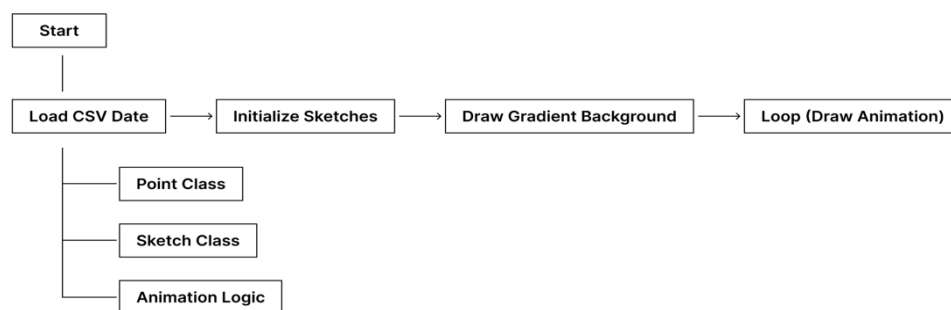 Start
Load CSV Date
Initialize Sketches
Draw Gradient Background
Loop (Draw Animation)
Point Class
Sketch Class
Animation Logic